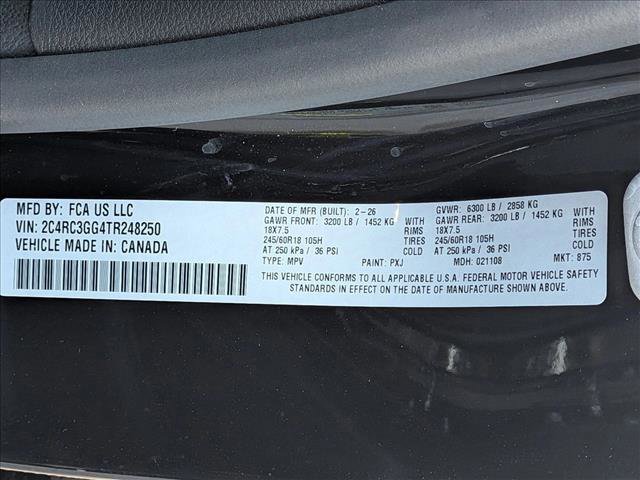 MFD BY: FCA US LLC
VIN: 2C4RC3GG4TR248250
VEHICLE MADE IN: CANADA
DATE OF MFR (BUILT): 2-26
GAWR FRONT: 3200 LB / 1452 KG WITH
18X7.5 RIMS
245/60R18 105H TIRES
AT 250 kPa / 36 PSI COLD
TYPE: MPV PAINT: PXJ
GVWR: 6300 LB / 2858 KG
GAWR REAR: 3200 LB / 1452 KG WITH
18X7.5 RIMS
245/60R18 105H TIRES
AT 250 kPa / 36 PSI COLD
MDH: 021108 MKT: 875
THIS VEHICLE CONFORMS TO ALL APPLICABLE U.S.A. FEDERAL MOTOR VEHICLE SAFETY
STANDARDS IN EFFECT ON THE DATE OF MANUFACTURE SHOWN ABOVE.